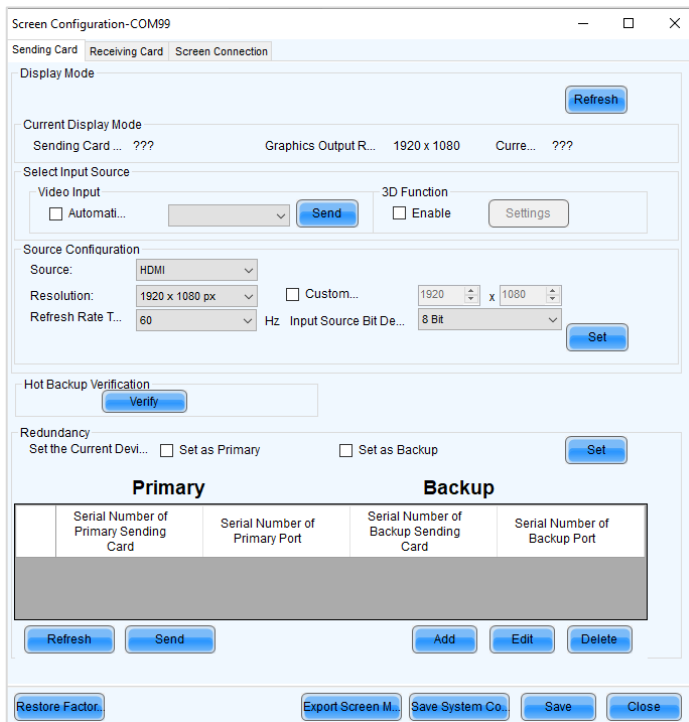 Screen Configuration-COM99
Sending Card Receiving Card Screen Connection
Display Mode
Refresh
Current Display Mode
Sending Card ... ??? Graphics Output R... 1920 x 1080 Curre... ???
Select Input Source
Video Input 3D Function
Automati... Send Enable Settings
Source Configuration
Source: HDMI
Resolution: 1920 x 1080 px Custom... 1920 x 1080
Refresh Rate T... 60 Hz Input Source Bit De... 8 Bit
Set
Hot Backup Verification
Verify
Redundancy
Set the Current Devi... Set as Primary Set as Backup Set
Primary Backup
Serial Number of Primary Sending Card Serial Number of Primary Port Serial Number of Backup Sending Card Serial Number of Backup Port
Refresh Send Add Edit Delete
Restore Factor... Export Screen M... Save System Co... Save Close